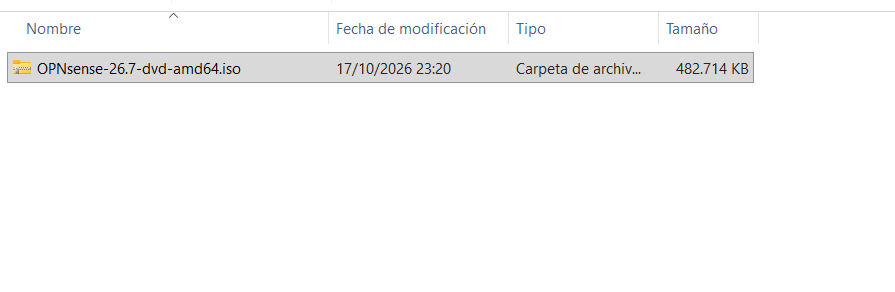 Nombre Fecha de modificación Tipo Tamaño
OPNsense-26.7-dvd-amd64.iso 17/10/2026 23:20 Carpeta de archiv... 482.714 KB